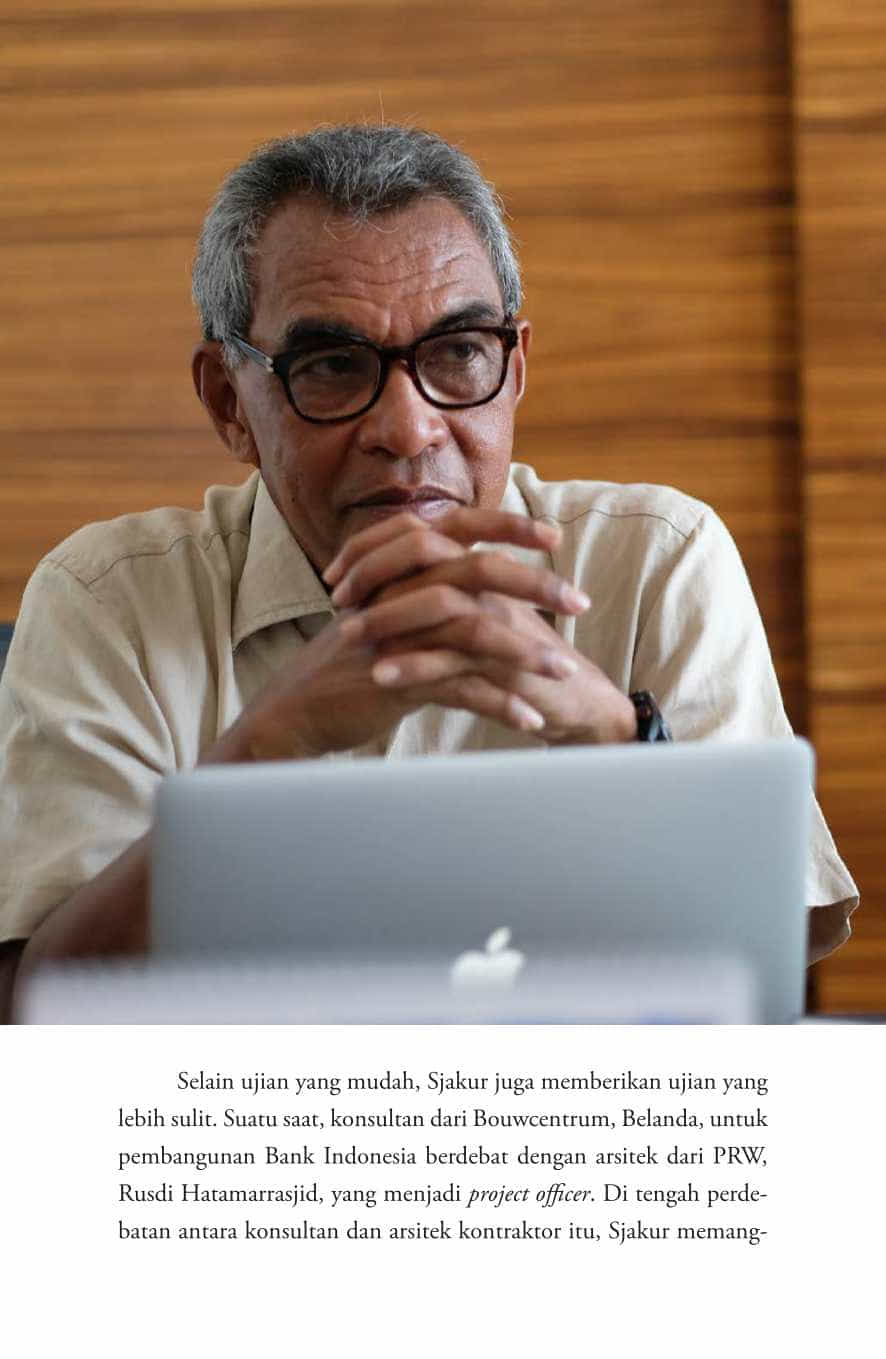 Selain ujian yang mudah, Sjakur juga memberikan ujian yang
lebih sulit. Suatu saat, konsultan dari Bouwcentrum, Belanda, untuk
pembangunan Bank Indonesia berdebat dengan arsitek dari PRW,
Rusdi Hatamarrasjid, yang menjadi project officer. Di tengah perde-
batan antara konsultan dan arsitek kontraktor itu, Sjakur memang-